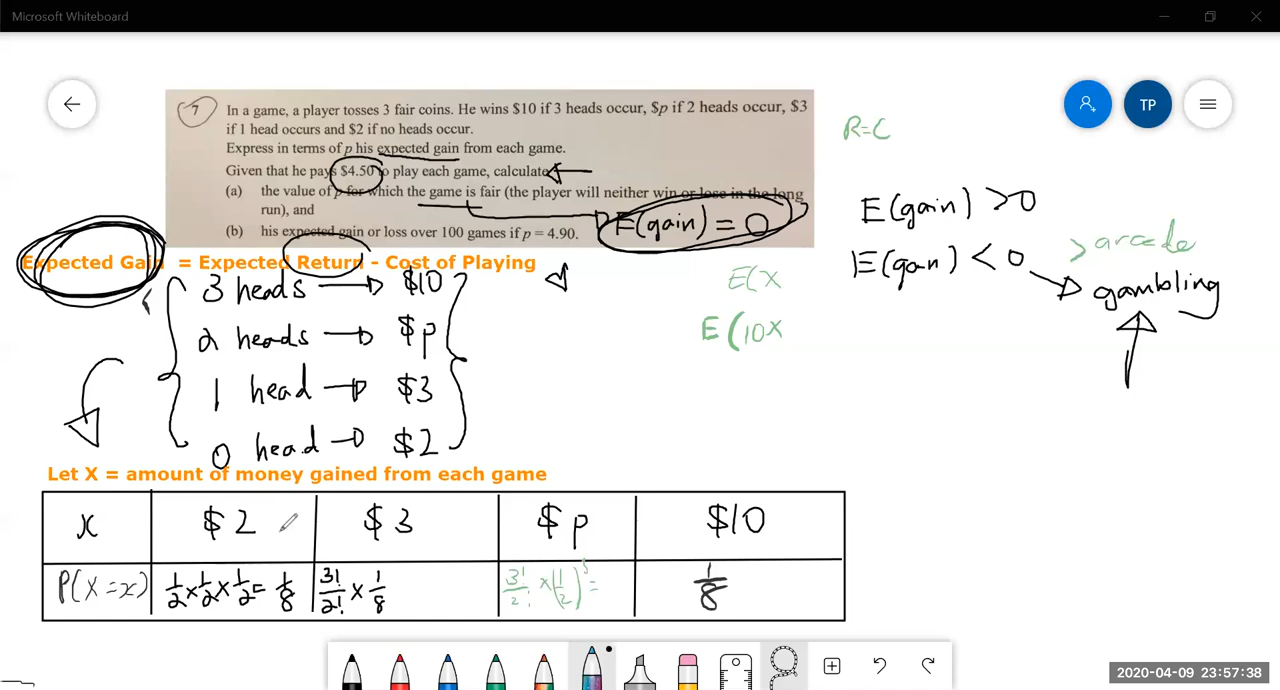 Microsoft Whiteboard
TP
7 In a game, a player tosses 3 fair coins. He wins $10 if 3 heads occur, $p if 2 heads occur, $3
if 1 head occurs and $2 if no heads occur.
Express in terms of p his expected gain from each game.
Given that he pays $4.50 to play each game, calculate
(a) the value of p for which the game is fair (the player will neither win or lose in the long
run), and
(b) his expected gain or loss over 100 games if p = 4.90.
E(gain) = 0
R=C
E(gain) >0
E(gain) < 0
>arcade
gambling
Expected Gain = Expected Return - Cost of Playing
3 heads $10
2 heads $p
1 head $3
0 head $2
E(X
E(10X
Let X = amount of money gained from each game
x $2 $3 $p $10
P(X=x) 1/2 × 1/2 × 1/2 = 1/8 3!/2! × 1/8 3!/2! × (1/2)³ = 1/8
2020-04-09 23:57:38